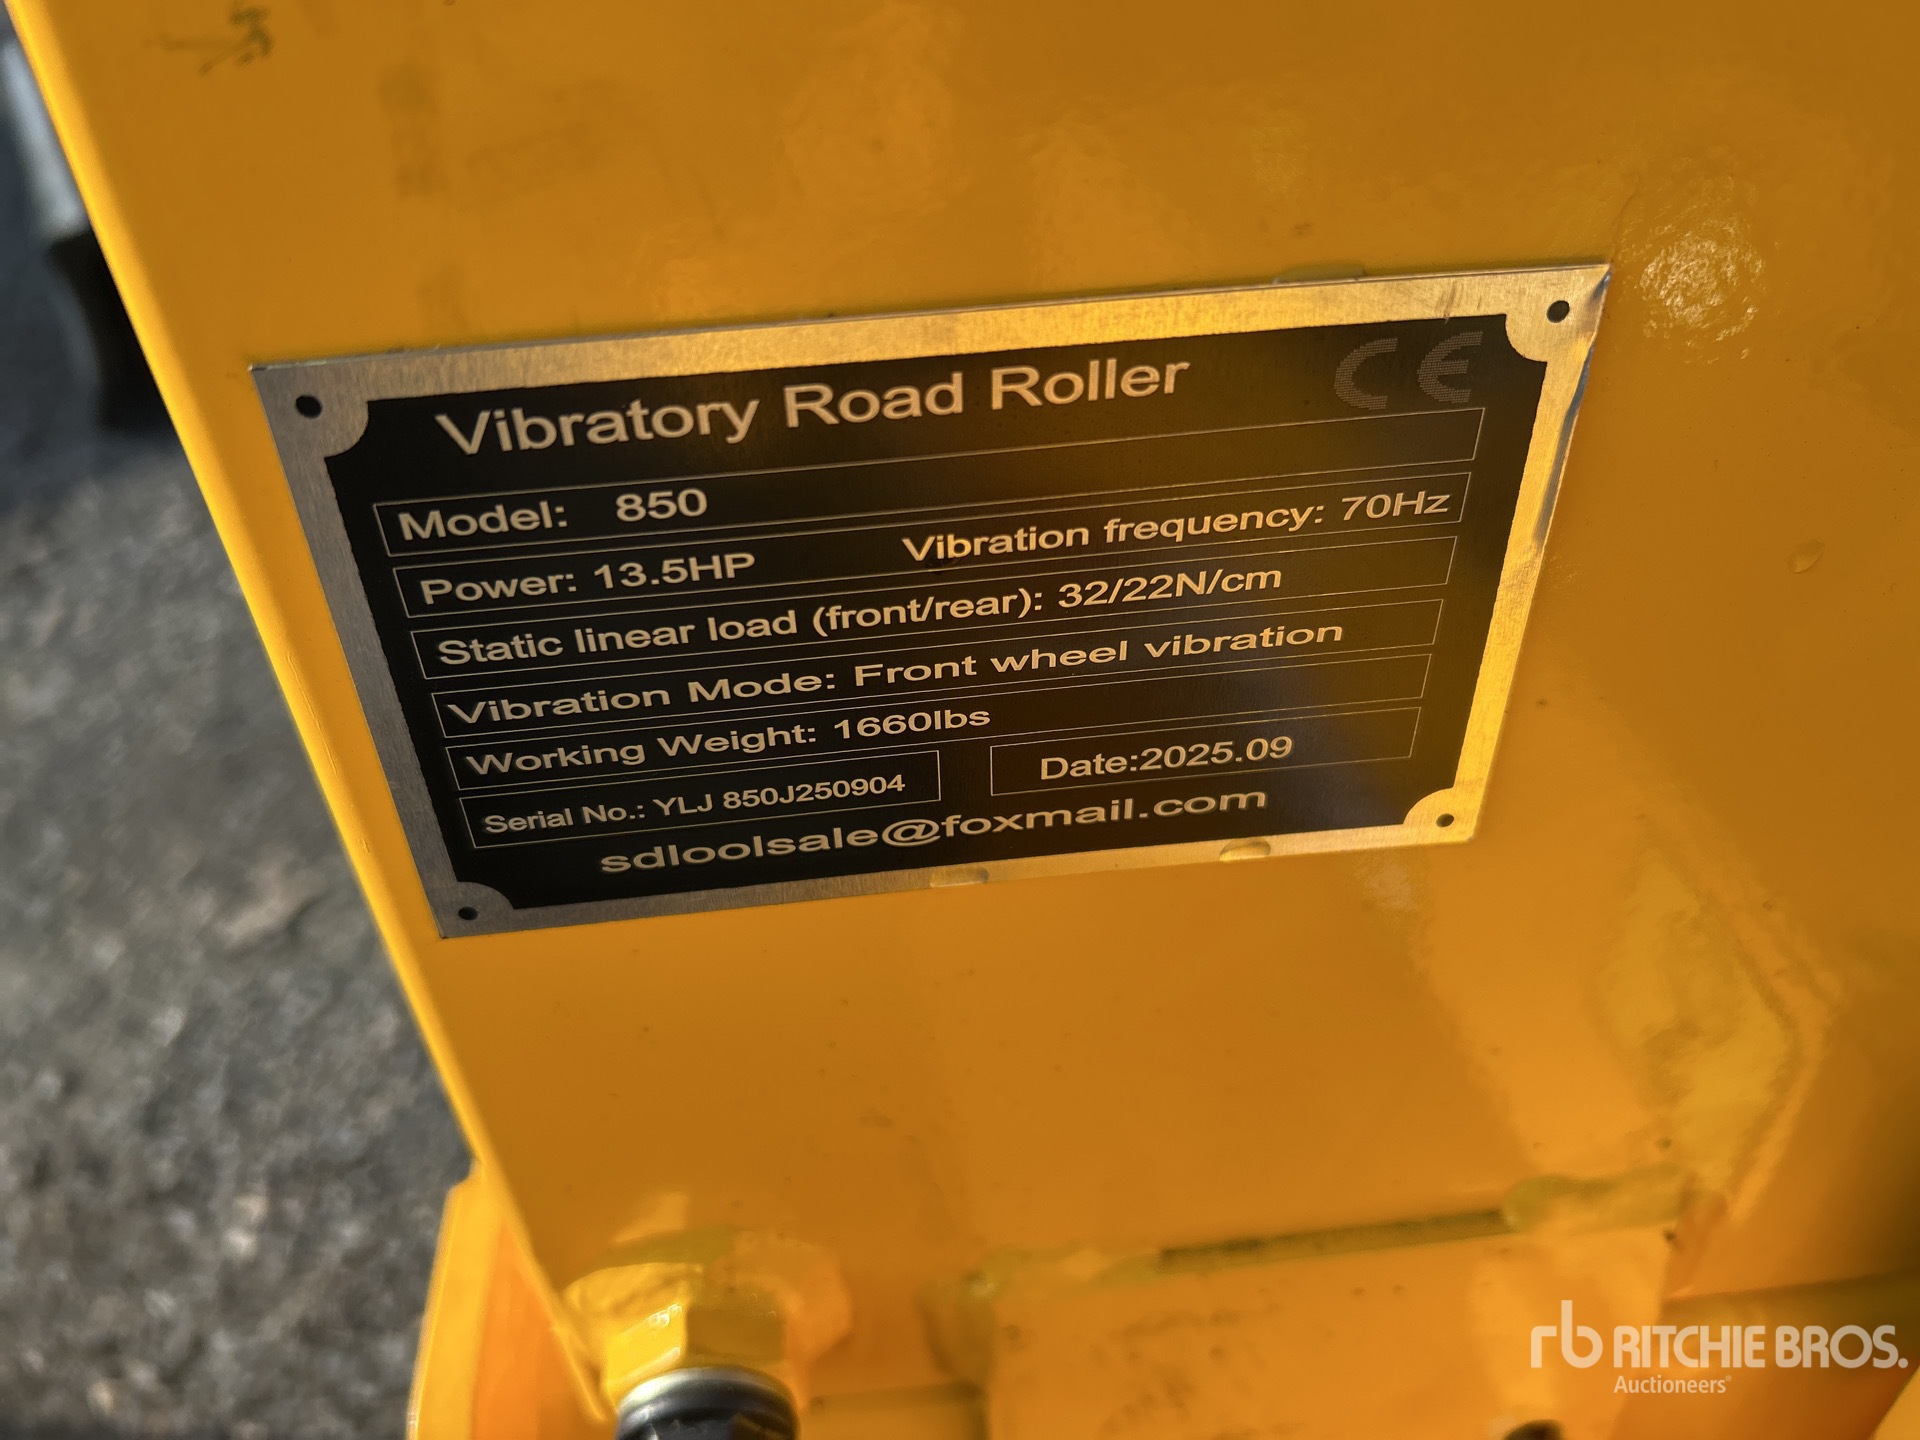 Vibratory Road Roller CE
Model: 850
Power: 13.5HP Vibration frequency: 70Hz
Static linear load (front/rear): 32/22N/cm
Vibration Mode: Front wheel vibration
Working Weight: 1660lbs
Serial No.: YLJ 850J250904 Date:2025.09
sdloolsale@foxmail.com
rb RITCHIE BROS.
Auctioneers